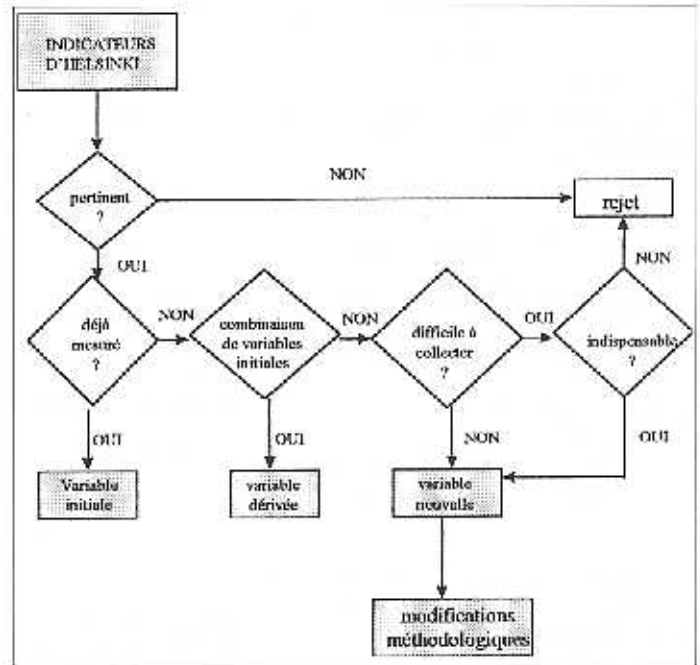 INDICATEURS
D'HELSINKI
NON
pertinent
?
rejet
OUI
NON
déjà
mesuré
?
NON
combinaison
de variables
initiales
NON
difficile à
collecter
?
OUI
indispensable
?
OUI
OUI
NON
OUI
Variable
initiale
variable
dérivée
variable
nouvelle
modifications
méthodologiques